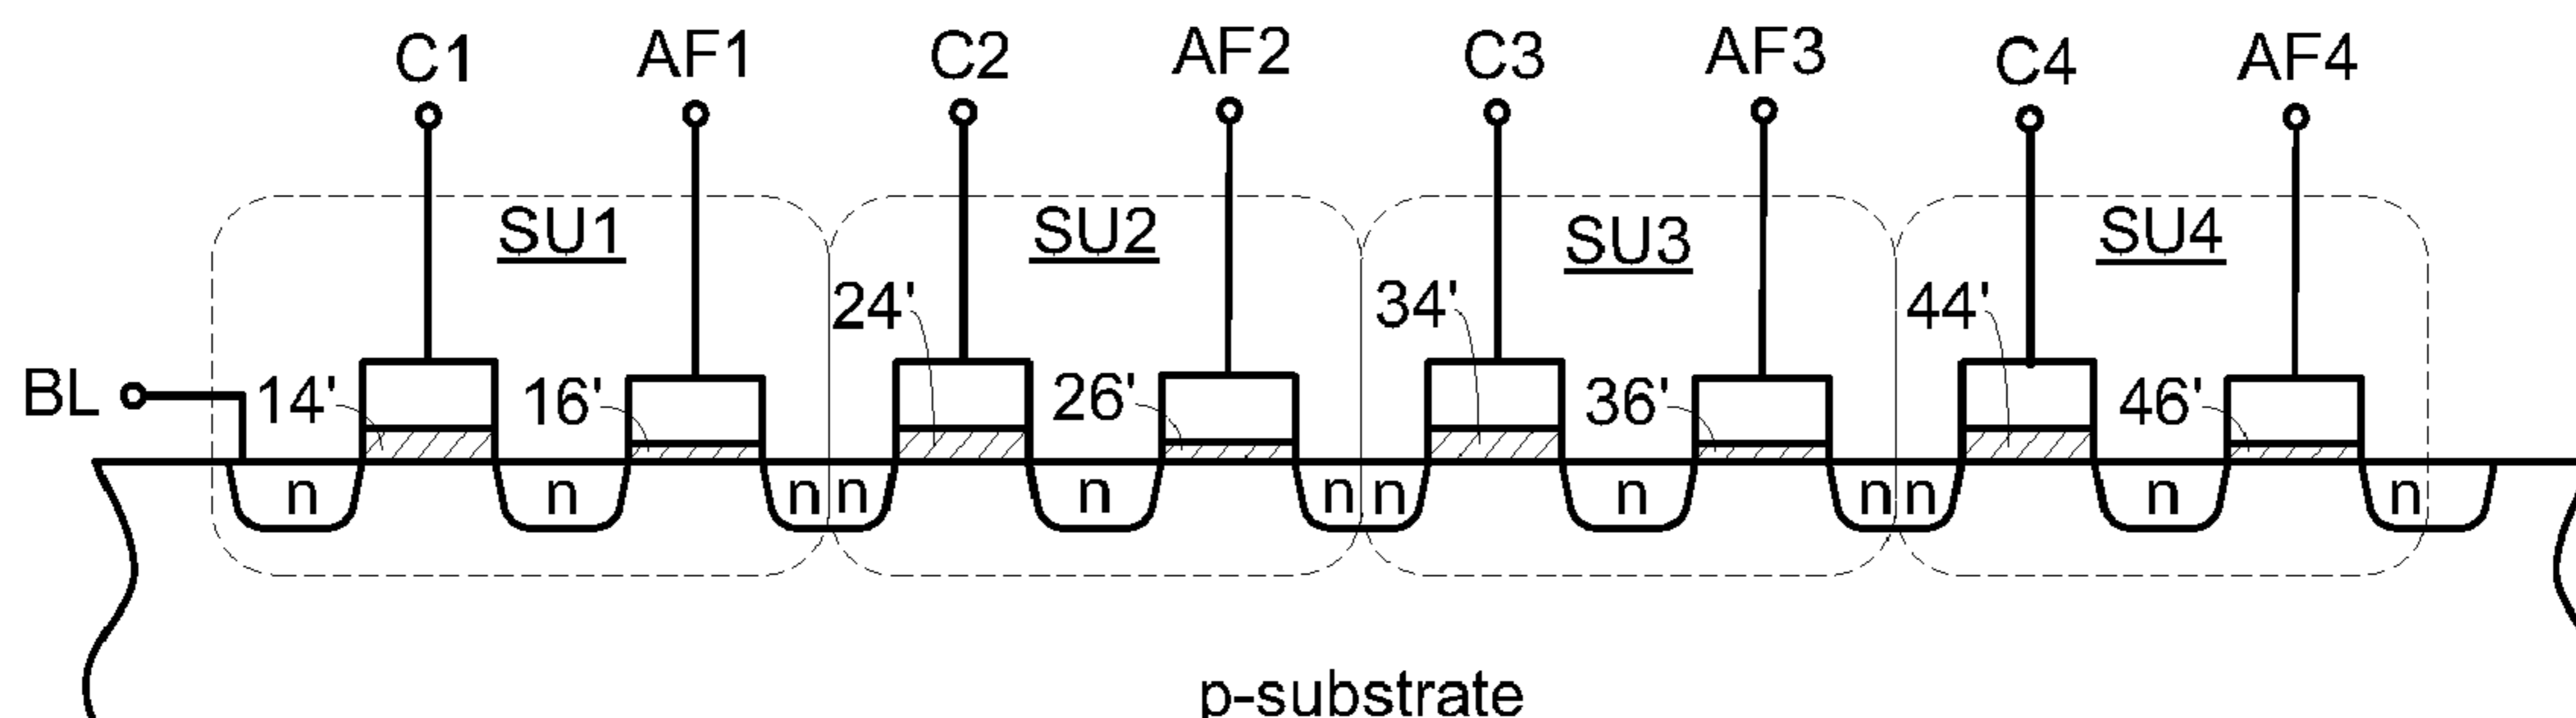 C1 AF1 C2 AF2 C3 AF3 C4 AF4
SU1 SU2 SU3 SU4
24' 34' 44'
BL 14' 16' 26' 36' 46'
n n n n n n n n n n n n
p-substrate